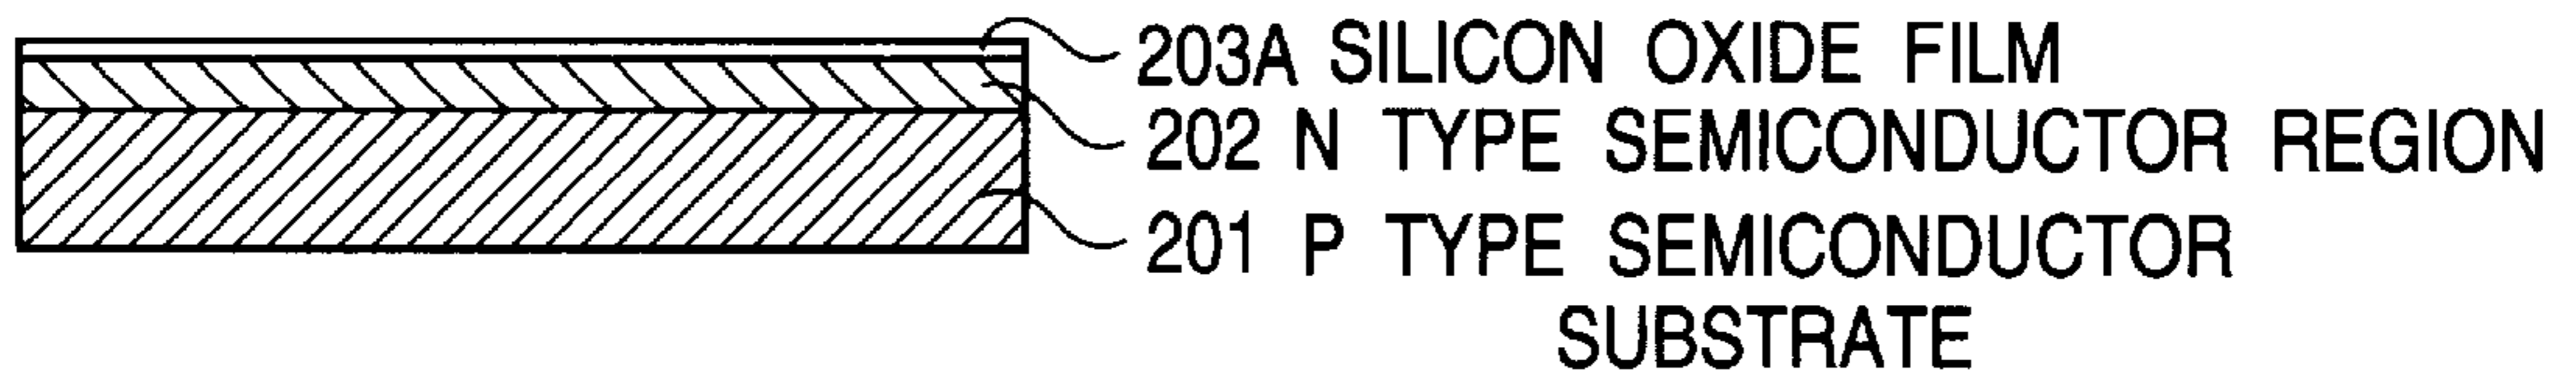 203A SILICON OXIDE FILM
202 N TYPE SEMICONDUCTOR REGION
201 P TYPE SEMICONDUCTOR
SUBSTRATE